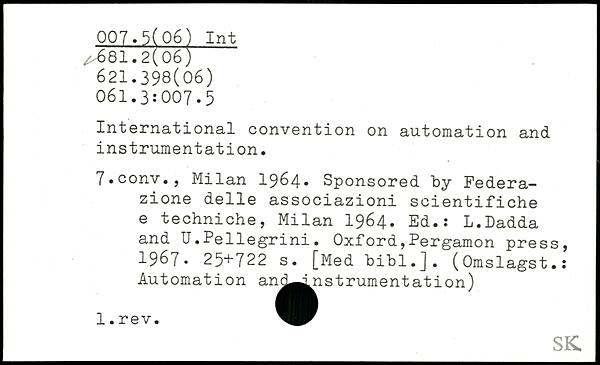 007.5(06) Int
681.2(06)
621.398(06)
061.3:007.5
International convention on automation and
instrumentation.
7.conv., Milan 1964. Sponsored by Federa-
zione delle associazioni scientifiche
e techniche, Milan 1964. Ed.: L.Dadda
and U.Pellegrini. Oxford,Pergamon press,
1967. 25+722 s. [Med bibl.]. (Omslagst.:
Automation and instrumentation)
1.rev.
SK